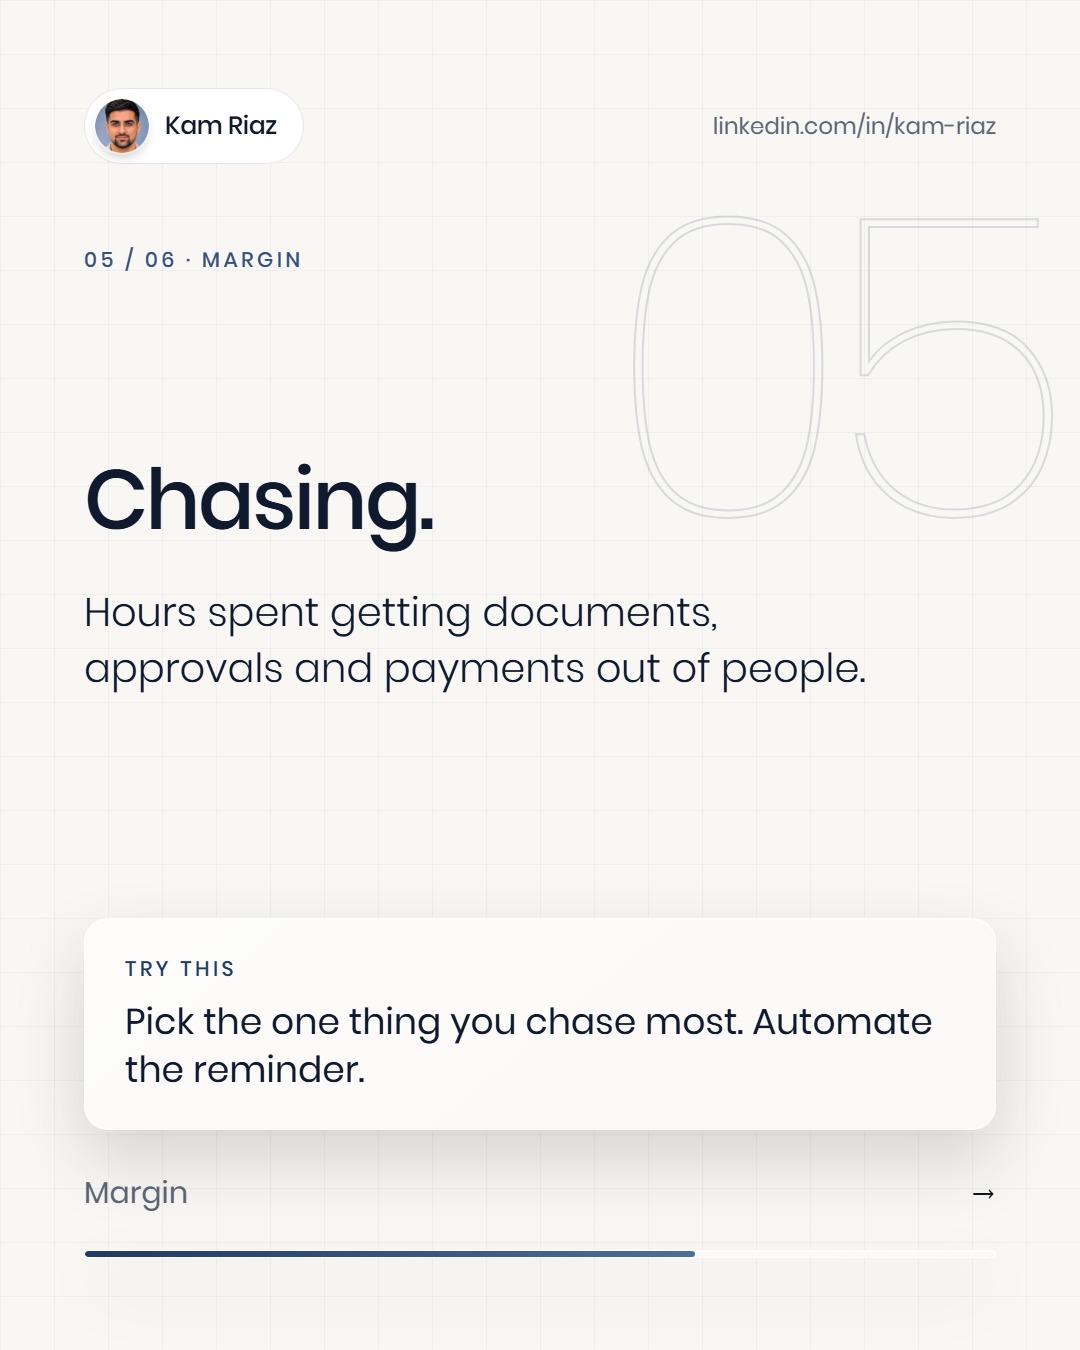 Kam Riaz
linkedin.com/in/kam-riaz
05 / 06 · MARGIN
05
Chasing.
Hours spent getting documents,
approvals and payments out of people.
TRY THIS
Pick the one thing you chase most. Automate
the reminder.
Margin
→